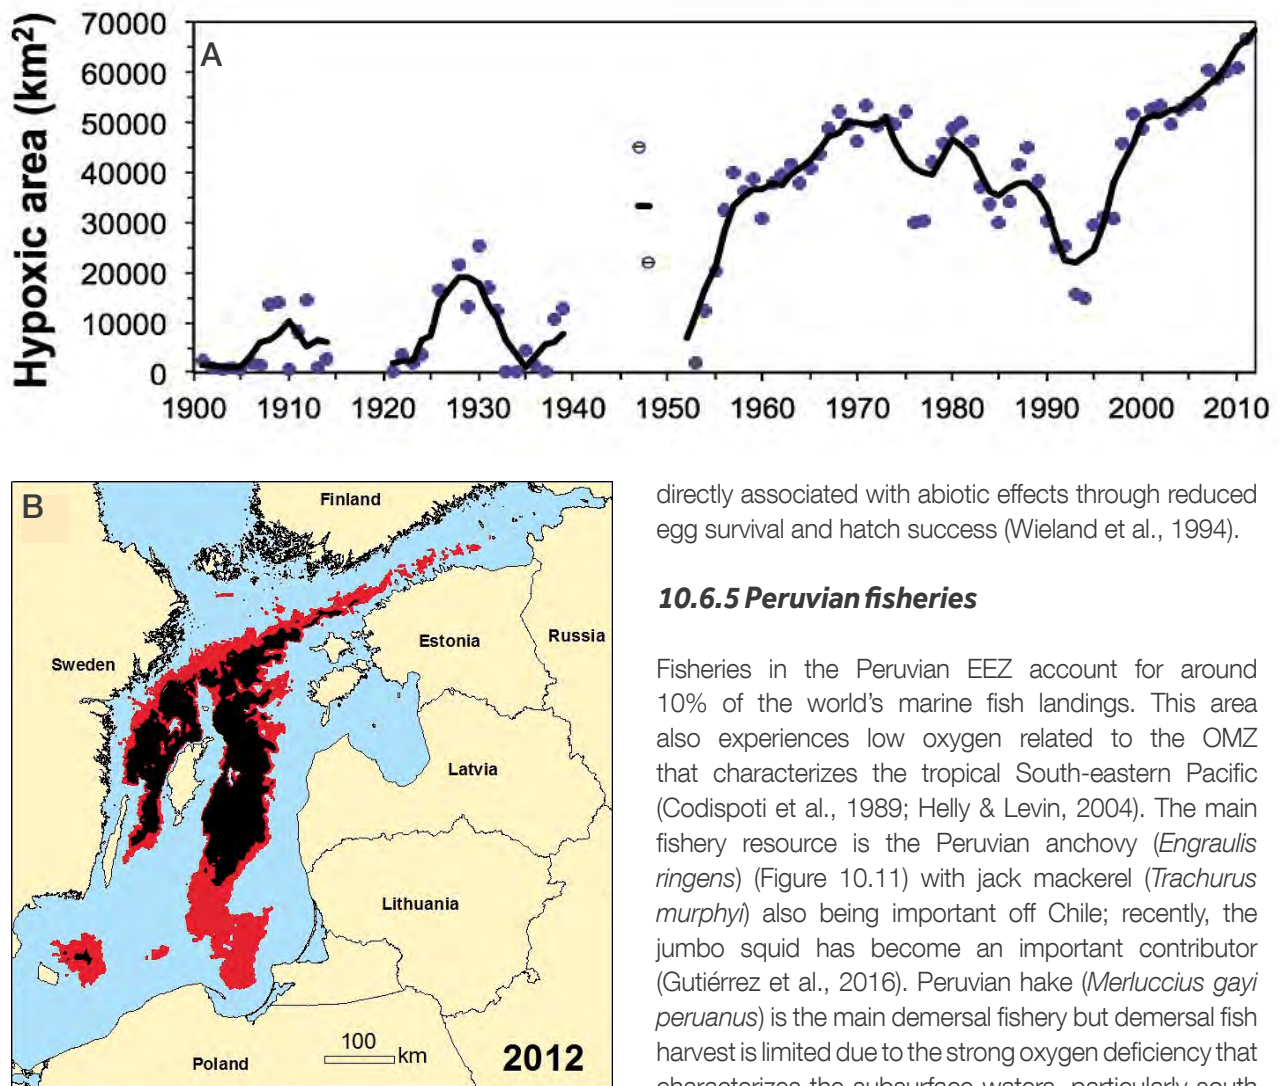 A
Hypoxic area (km²)
70000
60000
50000
40000
30000
20000
10000
0
1900 1910 1920 1930 1940 1950 1960 1970 1980 1990 2000 2010
B
Finland
Sweden
Estonia
Russia
Latvia
Lithuania
Poland
100 km
2012
directly associated with abiotic effects through reduced
egg survival and hatch success (Wieland et al., 1994).
10.6.5 Peruvian fisheries
Fisheries in the Peruvian EEZ account for around
10% of the world’s marine fish landings. This area
also experiences low oxygen related to the OMZ
that characterizes the tropical South-eastern Pacific
(Codispoti et al., 1989; Helly & Levin, 2004). The main
fishery resource is the Peruvian anchovy (Engraulis
ringens) (Figure 10.11) with jack mackerel (Trachurus
murphyi) also being important off Chile; recently, the
jumbo squid has become an important contributor
(Gutiérrez et al., 2016). Peruvian hake (Merluccius gayi
peruanus) is the main demersal fishery but demersal fish
harvest is limited due to the strong oxygen deficiency that
characterizes the subsurface waters, particularly south